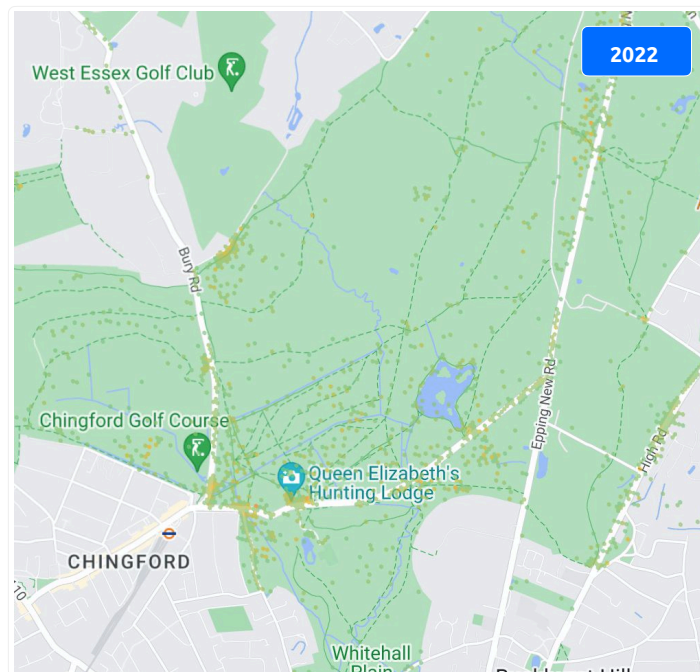 2022
West Essex Golf Club
Bury Rd
Chingford Golf Course
Epping New Rd
High Rd
Queen Elizabeth's
Hunting Lodge
CHINGFORD
Whitehall
Plain